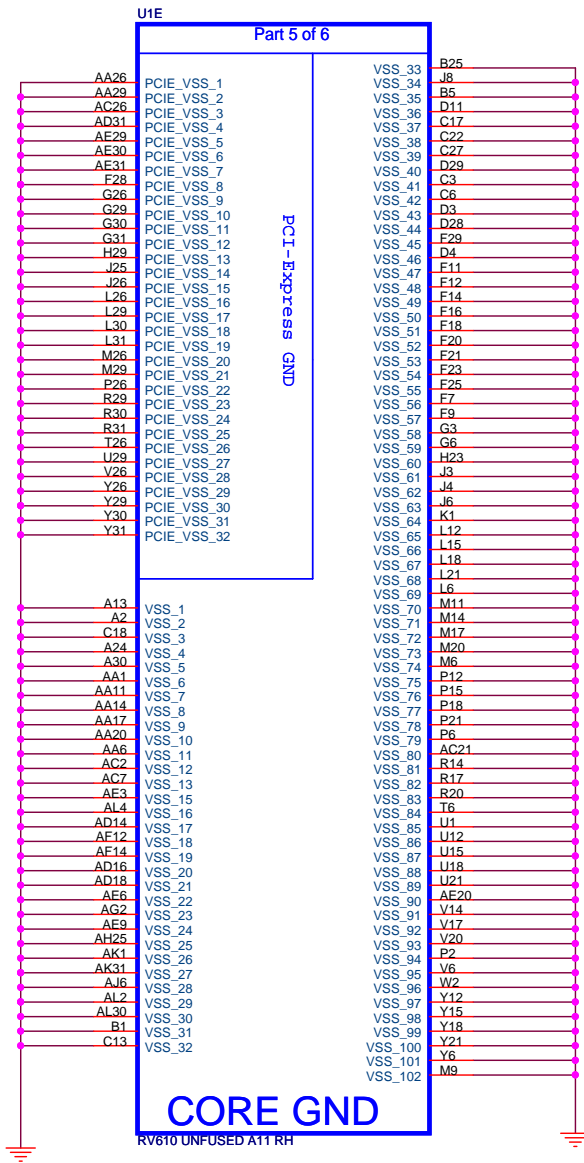 U1E
Part 5 of 6
AA26 PCIE_VSS_1
AA29 PCIE_VSS_2
AC26 PCIE_VSS_3
AD31 PCIE_VSS_4
AE29 PCIE_VSS_5
AE30 PCIE_VSS_6
AE31 PCIE_VSS_7
F28 PCIE_VSS_8
G26 PCIE_VSS_9
G29 PCIE_VSS_10
G30 PCIE_VSS_11
G31 PCIE_VSS_12
H29 PCIE_VSS_13
J25 PCIE_VSS_14
J26 PCIE_VSS_15
L26 PCIE_VSS_16
L29 PCIE_VSS_17
L30 PCIE_VSS_18
L31 PCIE_VSS_19
M26 PCIE_VSS_20
M29 PCIE_VSS_21
P26 PCIE_VSS_22
R29 PCIE_VSS_23
R30 PCIE_VSS_24
R31 PCIE_VSS_25
T26 PCIE_VSS_26
U29 PCIE_VSS_27
V26 PCIE_VSS_28
Y26 PCIE_VSS_29
Y29 PCIE_VSS_30
Y30 PCIE_VSS_31
Y31 PCIE_VSS_32
PCI-Express GND
A13 VSS_1
A2 VSS_2
C18 VSS_3
A24 VSS_4
A30 VSS_5
AA1 VSS_6
AA11 VSS_7
AA14 VSS_8
AA17 VSS_9
AA20 VSS_10
AA6 VSS_11
AC2 VSS_12
AC7 VSS_13
AE3 VSS_15
AL4 VSS_16
AD14 VSS_17
AF12 VSS_18
AF14 VSS_19
AD16 VSS_20
AD18 VSS_21
AE6 VSS_22
AG2 VSS_23
AE9 VSS_24
AH25 VSS_25
AK1 VSS_26
AK31 VSS_27
AJ6 VSS_28
AL2 VSS_29
AL30 VSS_30
B1 VSS_31
C13 VSS_32
VSS_33 B25
VSS_34 J8
VSS_35 B5
VSS_36 D11
VSS_37 C17
VSS_38 C22
VSS_39 C27
VSS_40 D29
VSS_41 C3
VSS_42 C6
VSS_43 D3
VSS_44 D28
VSS_45 F29
VSS_46 D4
VSS_47 F11
VSS_48 F12
VSS_49 F14
VSS_50 F16
VSS_51 F18
VSS_52 F20
VSS_53 F21
VSS_54 F23
VSS_55 F25
VSS_56 F7
VSS_57 F9
VSS_58 G3
VSS_59 G6
VSS_60 H23
VSS_61 J3
VSS_62 J4
VSS_63 J6
VSS_64 K1
VSS_65 L12
VSS_66 L15
VSS_67 L18
VSS_68 L21
VSS_69 L6
VSS_70 M11
VSS_71 M14
VSS_72 M17
VSS_73 M20
VSS_74 M6
VSS_75 P12
VSS_76 P15
VSS_77 P18
VSS_78 P21
VSS_79 P6
VSS_80 AC21
VSS_81 R14
VSS_82 R17
VSS_83 R20
VSS_84 T6
VSS_85 U1
VSS_86 U12
VSS_87 U15
VSS_88 U18
VSS_89 U21
VSS_90 AE20
VSS_91 V14
VSS_92 V17
VSS_93 V20
VSS_94 P2
VSS_95 V6
VSS_96 W2
VSS_97 Y12
VSS_98 Y15
VSS_99 Y18
VSS_100 Y21
VSS_101 Y6
VSS_102 M9
CORE GND
RV610 UNFUSED A11 RH